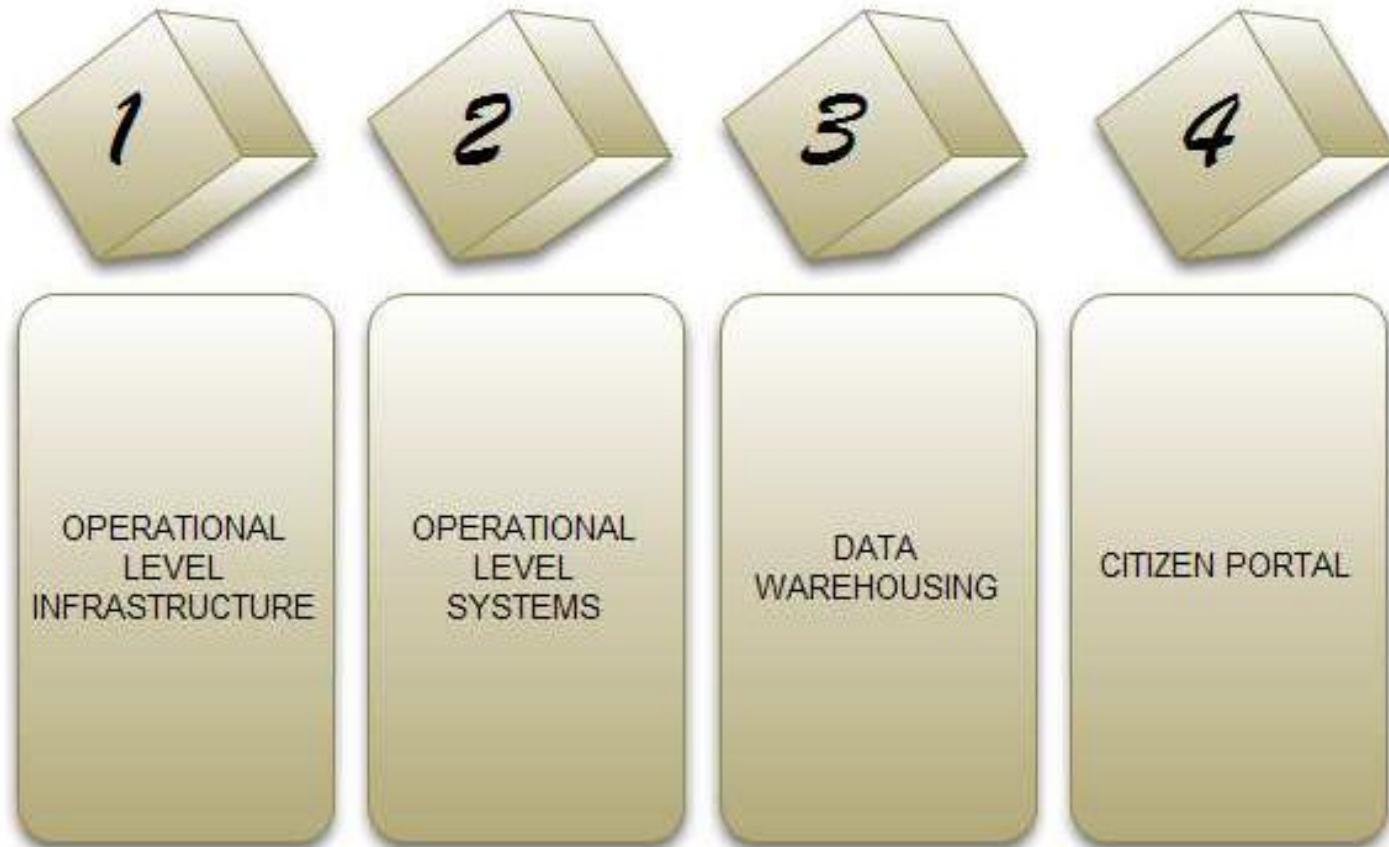 1
2
3
4
OPERATIONAL
LEVEL
INFRASTRUCTURE
OPERATIONAL
LEVEL
SYSTEMS
DATA
WAREHOUSING
CITIZEN PORTAL